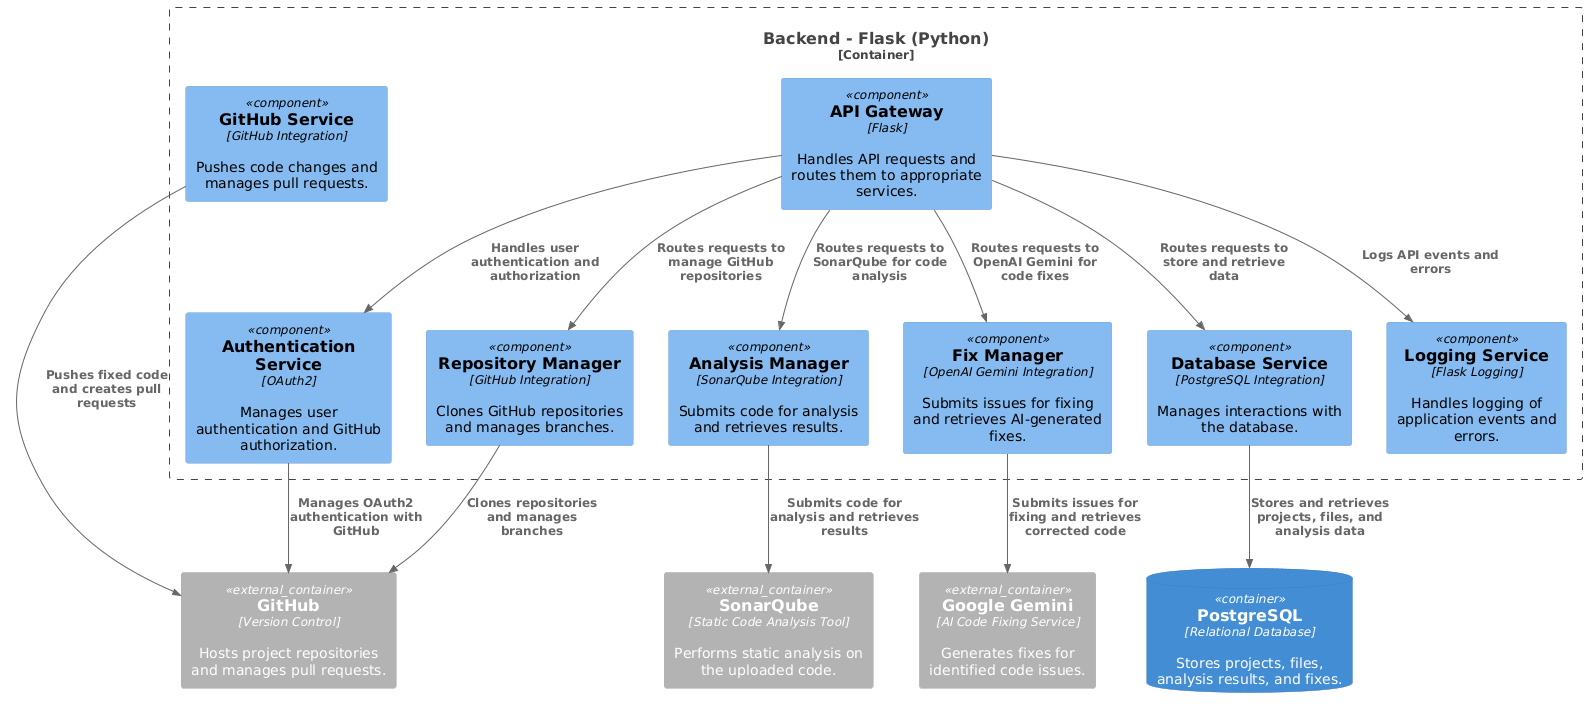 Backend - Flask (Python)
[Container]
«component»
GitHub Service
[GitHub Integration]
Pushes code changes and
manages pull requests.
«component»
API Gateway
[Flask]
Handles API requests and
routes them to appropriate
services.
Handles user
authentication and
authorization
Routes requests to
manage GitHub
repositories
Routes requests to
SonarQube for code
analysis
Routes requests to
OpenAI Gemini for
code fixes
Routes requests to
store and retrieve
data
Logs API events and
errors
Pushes fixed code
and creates pull
requests
«component»
Authentication
Service
[OAuth2]
Manages user
authentication and GitHub
authorization.
«component»
Repository Manager
[GitHub Integration]
Clones GitHub repositories
and manages branches.
«component»
Analysis Manager
[SonarQube Integration]
Submits code for analysis
and retrieves results.
«component»
Fix Manager
[OpenAI Gemini Integration]
Submits issues for fixing
and retrieves AI-generated
fixes.
«component»
Database Service
[PostgreSQL Integration]
Manages interactions with
the database.
«component»
Logging Service
[Flask Logging]
Handles logging of
application events and
errors.
Manages OAuth2
authentication with
GitHub
Clones repositories
and manages
branches
Submits code for
analysis and retrieves
results
Submits issues for
fixing and retrieves
corrected code
Stores and retrieves
projects, files, and
analysis data
«external_container»
GitHub
[Version Control]
Hosts project repositories
and manages pull requests.
«external_container»
SonarQube
[Static Code Analysis Tool]
Performs static analysis on
the uploaded code.
«external_container»
Google Gemini
[AI Code Fixing Service]
Generates fixes for
identified code issues.
«container»
PostgreSQL
[Relational Database]
Stores projects, files,
analysis results, and fixes.